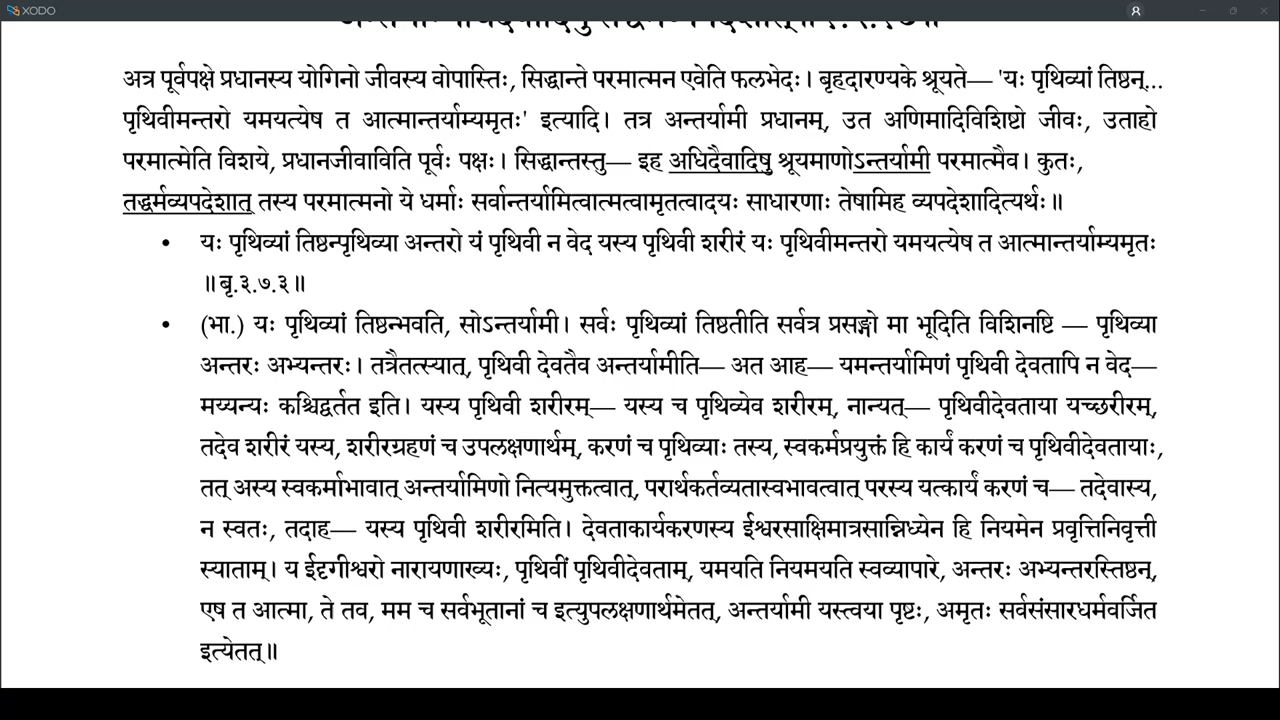 XODO
अत्र पूर्वपक्षे प्रधानस्य योगिनो जीवस्य वोपास्तिः, सिद्धान्ते परमात्मन एवेति फलभेदः। बृहदारण्यके श्रूयते— 'यः पृथिव्यां तिष्ठन्...
पृथिवीमन्तरो यमयत्येष त आत्मान्तर्याम्यमृतः' इत्यादि। तत्र अन्तर्यामी प्रधानम्, उत अणिमादिविशिष्टो जीवः, उताहो
परमात्मेति विशये, प्रधानजीवाविति पूर्वः पक्षः। सिद्धान्तस्तु— इह अधिदैवादिषु श्रूयमाणोऽन्तर्यामी परमात्मैव। कुतः,
तद्धर्मव्यपदेशात् तस्य परमात्मनो ये धर्माः सर्वान्तर्यामित्वात्मत्वामृतत्वादयः साधारणाः तेषामिह व्यपदेशादित्यर्थः॥
• यः पृथिव्यां तिष्ठन्पृथिव्या अन्तरो यं पृथिवी न वेद यस्य पृथिवी शरीरं यः पृथिवीमन्तरो यमयत्येष त आत्मान्तर्याम्यमृतः
॥बृ.३.७.३॥
• (भा.) यः पृथिव्यां तिष्ठन्भवति, सोऽन्तर्यामी। सर्वः पृथिव्यां तिष्ठतीति सर्वत्र प्रसङ्गो मा भूदिति विशिनष्टि — पृथिव्या
अन्तरः अभ्यन्तरः। तत्रैतत्स्यात्, पृथिवी देवतैव अन्तर्यामीति— अत आह— यमन्तर्यामिणं पृथिवी देवतापि न वेद—
मय्यन्यः कश्चिद्वर्तत इति। यस्य पृथिवी शरीरम्— यस्य च पृथिव्येव शरीरम्, नान्यत्— पृथिवीदेवताया यच्छरीरम्,
तदेव शरीरं यस्य, शरीरग्रहणं च उपलक्षणार्थम्, करणं च पृथिव्याः तस्य, स्वकर्मप्रयुक्तं हि कार्यं करणं च पृथिवीदेवतायाः,
तत् अस्य स्वकर्माभावात् अन्तर्यामिणो नित्यमुक्तत्वात्, परार्थकर्तव्यतास्वभावत्वात् परस्य यत्कार्यं करणं च— तदेवास्य,
न स्वतः, तदाह— यस्य पृथिवी शरीरमिति। देवताकार्यकरणस्य ईश्वरसाक्षिमात्रसान्निध्येन हि नियमेन प्रवृत्तिनिवृत्ती
स्याताम्। य ईदृगीश्वरो नारायणाख्यः, पृथिवीं पृथिवीदेवताम्, यमयति नियमयति स्वव्यापारे, अन्तरः अभ्यन्तरस्तिष्ठन्,
एष त आत्मा, ते तव, मम च सर्वभूतानां च इत्युपलक्षणार्थमेतत्, अन्तर्यामी यस्त्वया पृष्टः, अमृतः सर्वसंसारधर्मवर्जित
इत्येतत्॥